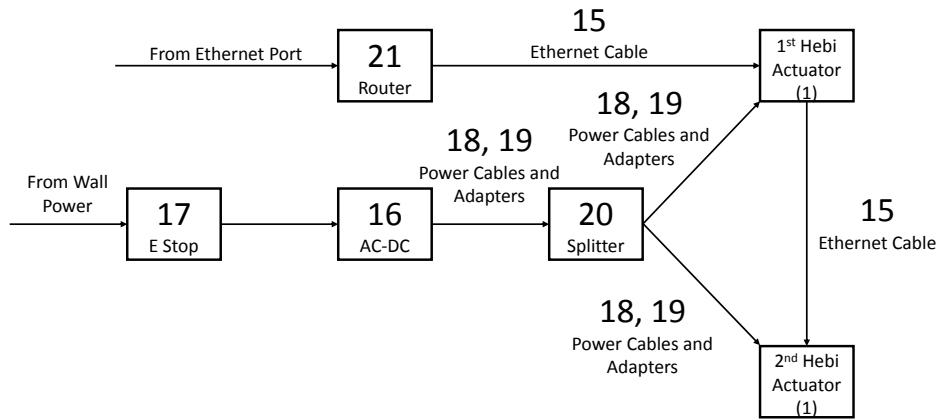 15
From Ethernet Port
21
Router
Ethernet Cable
1st Hebi
Actuator
(1)
18, 19
Power Cables and
Adapters
18, 19
Power Cables and
Adapters
From Wall
Power
17
E Stop
16
AC-DC
20
Splitter
15
Ethernet Cable
18, 19
Power Cables and
Adapters
2nd Hebi
Actuator
(1)